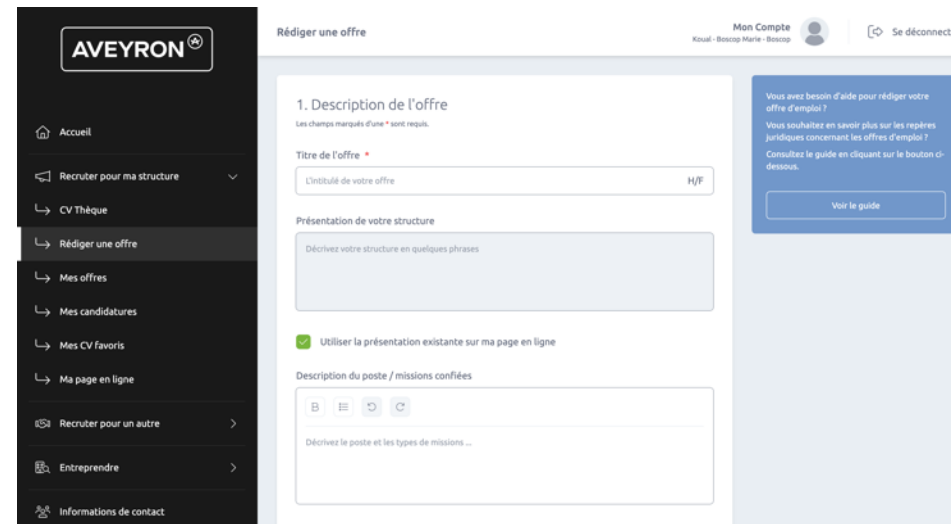 AVEYRON
Accueil
Recruter pour ma structure
CV Thèque
Rédiger une offre
Mes offres
Mes candidatures
Mes CV favoris
Ma page en ligne
Recruter pour un autre
Entreprendre
Informations de contact
Rédiger une offre
Mon Compte
Koual - Boscop Marie - Boscop
Se déconnect
1. Description de l'offre
Les champs marqués d'une * sont requis.
Titre de l'offre *
L'intitulé de votre offre H/F
Présentation de votre structure
Décrivez votre structure en quelques phrases
Utiliser la présentation existante sur ma page en ligne
Description du poste / missions confiées
B
Décrivez le poste et les types de missions ...
Vous avez besoin d'aide pour rédiger votre
offre d'emploi ?
Vous souhaitez en savoir plus sur les repères
juridiques concernant les offres d'emploi ?
Consultez le guide en cliquant sur le bouton ci-
dessous.
Voir le guide